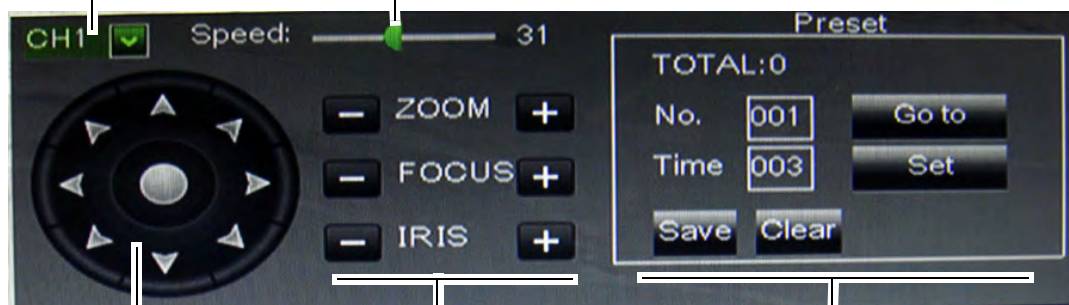 CH1 Speed: 31
Preset
TOTAL:0
ZOOM
No. 001 Go to
FOCUS
Time 003 Set
IRIS
Save Clear